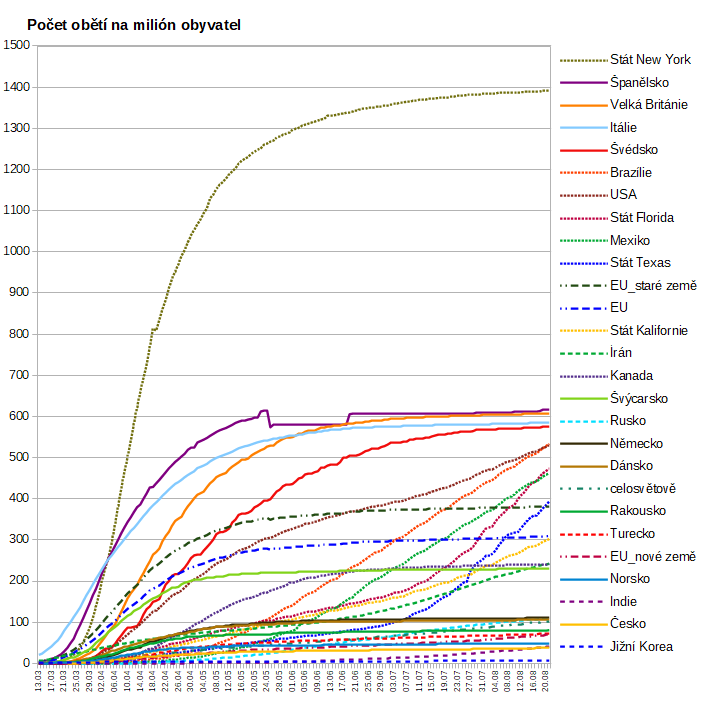 Počet obětí na milión obyvatel
1500
1400
1300
1200
1100
1000
900
800
700
600
500
400
300
200
100
0
13.03
17.03
21.03
25.03
29.03
02.04
06.04
10.04
14.04
18.04
22.04
26.04
30.04
04.05
08.05
12.05
16.05
20.05
24.05
28.05
01.06
05.06
09.06
13.06
17.06
21.06
25.06
29.06
03.07
07.07
11.07
15.07
19.07
23.07
27.07
31.07
04.08
08.08
12.08
16.08
20.08
Stát New York
Španělsko
Velká Británie
Itálie
Švédsko
Brazílie
USA
Stát Florida
Mexiko
Stát Texas
EU_staré země
EU
Stát Kalifornie
Írán
Kanada
Švýcarsko
Rusko
Německo
Dánsko
celosvětově
Rakousko
Turecko
EU_nové země
Norsko
Indie
Česko
Jižní Korea